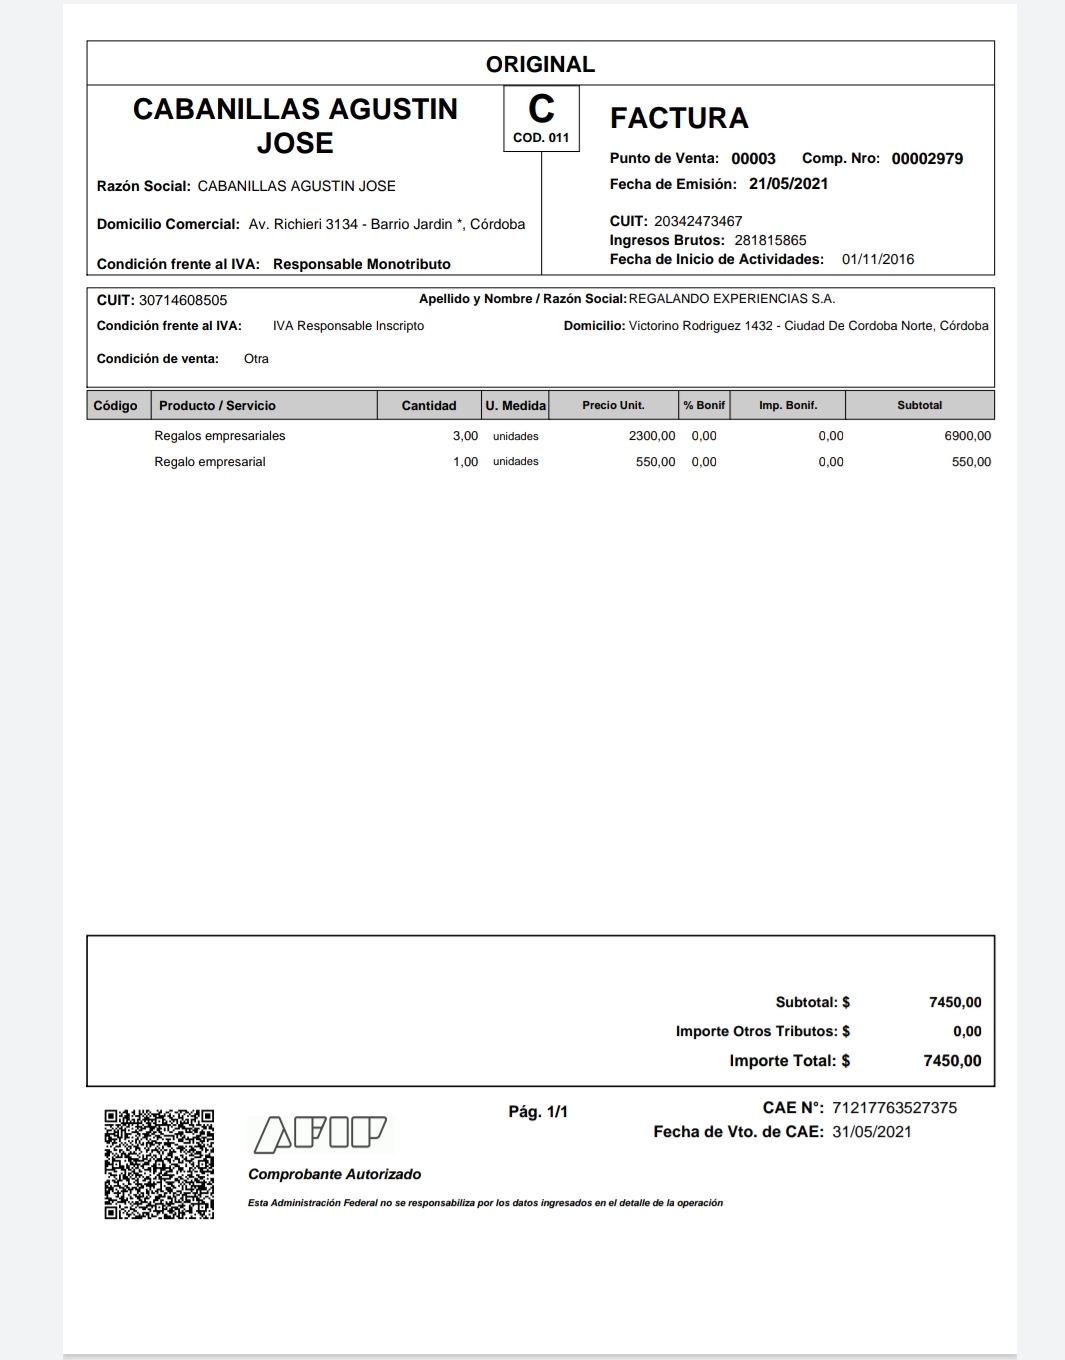 ORIGINAL
CABANILLAS AGUSTIN
JOSE
C
COD. 011
FACTURA
Punto de Venta: 00003 Comp. Nro: 00002979
Fecha de Emisión: 21/05/2021
Razón Social: CABANILLAS AGUSTIN JOSE
Domicilio Comercial: Av. Richieri 3134 - Barrio Jardin *, Córdoba
Condición frente al IVA: Responsable Monotributo
CUIT: 20342473467
Ingresos Brutos: 281815865
Fecha de Inicio de Actividades: 01/11/2016
CUIT: 30714608505 Apellido y Nombre / Razón Social: REGALANDO EXPERIENCIAS S.A.
Condición frente al IVA: IVA Responsable Inscripto Domicilio: Victorino Rodriguez 1432 - Ciudad De Cordoba Norte, Córdoba
Condición de venta: Otra
Código Producto / Servicio Cantidad U. Medida Precio Unit. % Bonif Imp. Bonif. Subtotal
Regalos empresariales 3,00 unidades 2300,00 0,00 0,00 6900,00
Regalo empresarial 1,00 unidades 550,00 0,00 0,00 550,00
Subtotal: $ 7450,00
Importe Otros Tributos: $ 0,00
Importe Total: $ 7450,00
AFIP
Pág. 1/1
CAE N°: 71217763527375
Fecha de Vto. de CAE: 31/05/2021
Comprobante Autorizado
Esta Administración Federal no se responsabiliza por los datos ingresados en el detalle de la operación